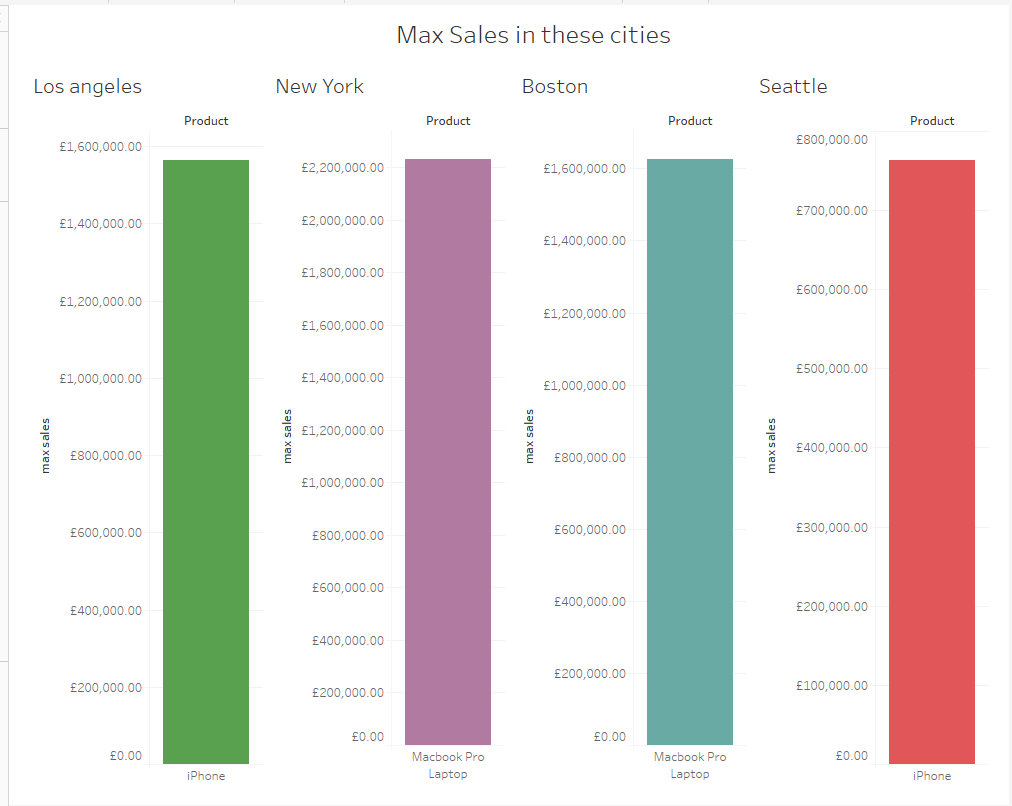 Max Sales in these cities
Los angeles
Product
£1,600,000.00
£1,400,000.00
£1,200,000.00
£1,000,000.00
£800,000.00
£600,000.00
£400,000.00
£200,000.00
£0.00
max sales
iPhone
New York
Product
£2,200,000.00
£2,000,000.00
£1,800,000.00
£1,600,000.00
£1,400,000.00
£1,200,000.00
£1,000,000.00
£800,000.00
£600,000.00
£400,000.00
£200,000.00
£0.00
max sales
Macbook Pro
Laptop
Boston
Product
£1,600,000.00
£1,400,000.00
£1,200,000.00
£1,000,000.00
£800,000.00
£600,000.00
£400,000.00
£200,000.00
£0.00
max sales
Macbook Pro
Laptop
Seattle
Product
£800,000.00
£700,000.00
£600,000.00
£500,000.00
£400,000.00
£300,000.00
£200,000.00
£100,000.00
£0.00
max sales
iPhone